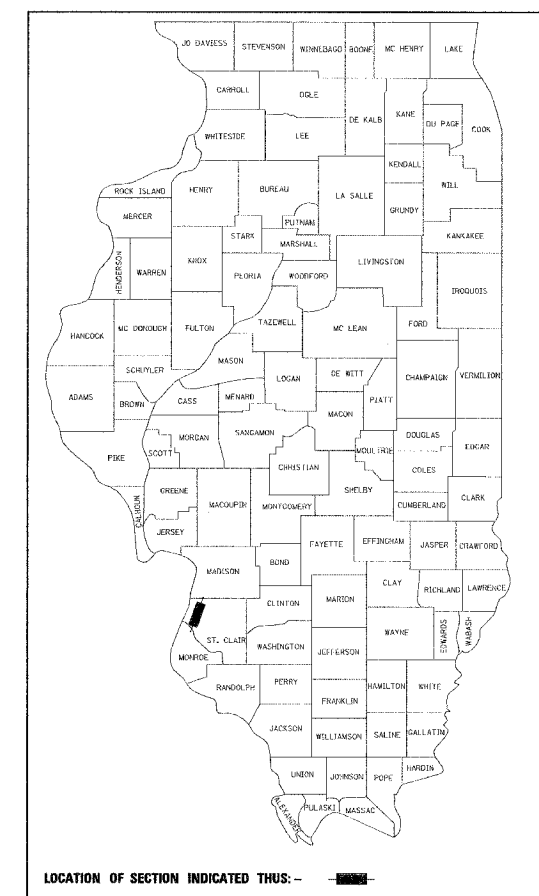 JO DAVIESS STEVENSON WINNEBAGO BOONE MC HENRY LAKE
CARROLL OGLE DE KALB KANE DU PAGE COOK
WHITESIDE LEE KENDALL WILL
ROCK ISLAND HENRY BUREAU LA SALLE GRUNDY
MERCER PUTNAM KANKAKEE
HENDERSON WARREN KNOX STARK MARSHALL LIVINGSTON
PEORIA WOODFORD IROQUOIS
HANCOCK MC DONOUGH FULTON TAZEWELL MC LEAN FORD
SCHUYLER MASON LOGAN DE WITT CHAMPAIGN VERMILION
ADAMS BROWN CASS MENARD MACON PIATT
PIKE SCOTT MORGAN SANGAMON MOULTRIE DOUGLAS EDGAR
CHRISTIAN COLES
CALHOUN GREENE MACOUPIN MONTGOMERY SHELBY CUMBERLAND CLARK
JERSEY FAYETTE EFFINGHAM JASPER CRAWFORD
MADISON BOND CLAY RICHLAND LAWRENCE
CLINTON MARION WAYNE EDWARDS WABASH
ST. CLAIR WASHINGTON JEFFERSON
MONROE RANDOLPH PERRY HAMILTON WHITE
FRANKLIN
JACKSON WILLIAMSON SALINE GALLATIN
UNION JOHNSON POPE HARDIN
ALEXANDER PULASKI MASSAC
LOCATION OF SECTION INDICATED THUS: -